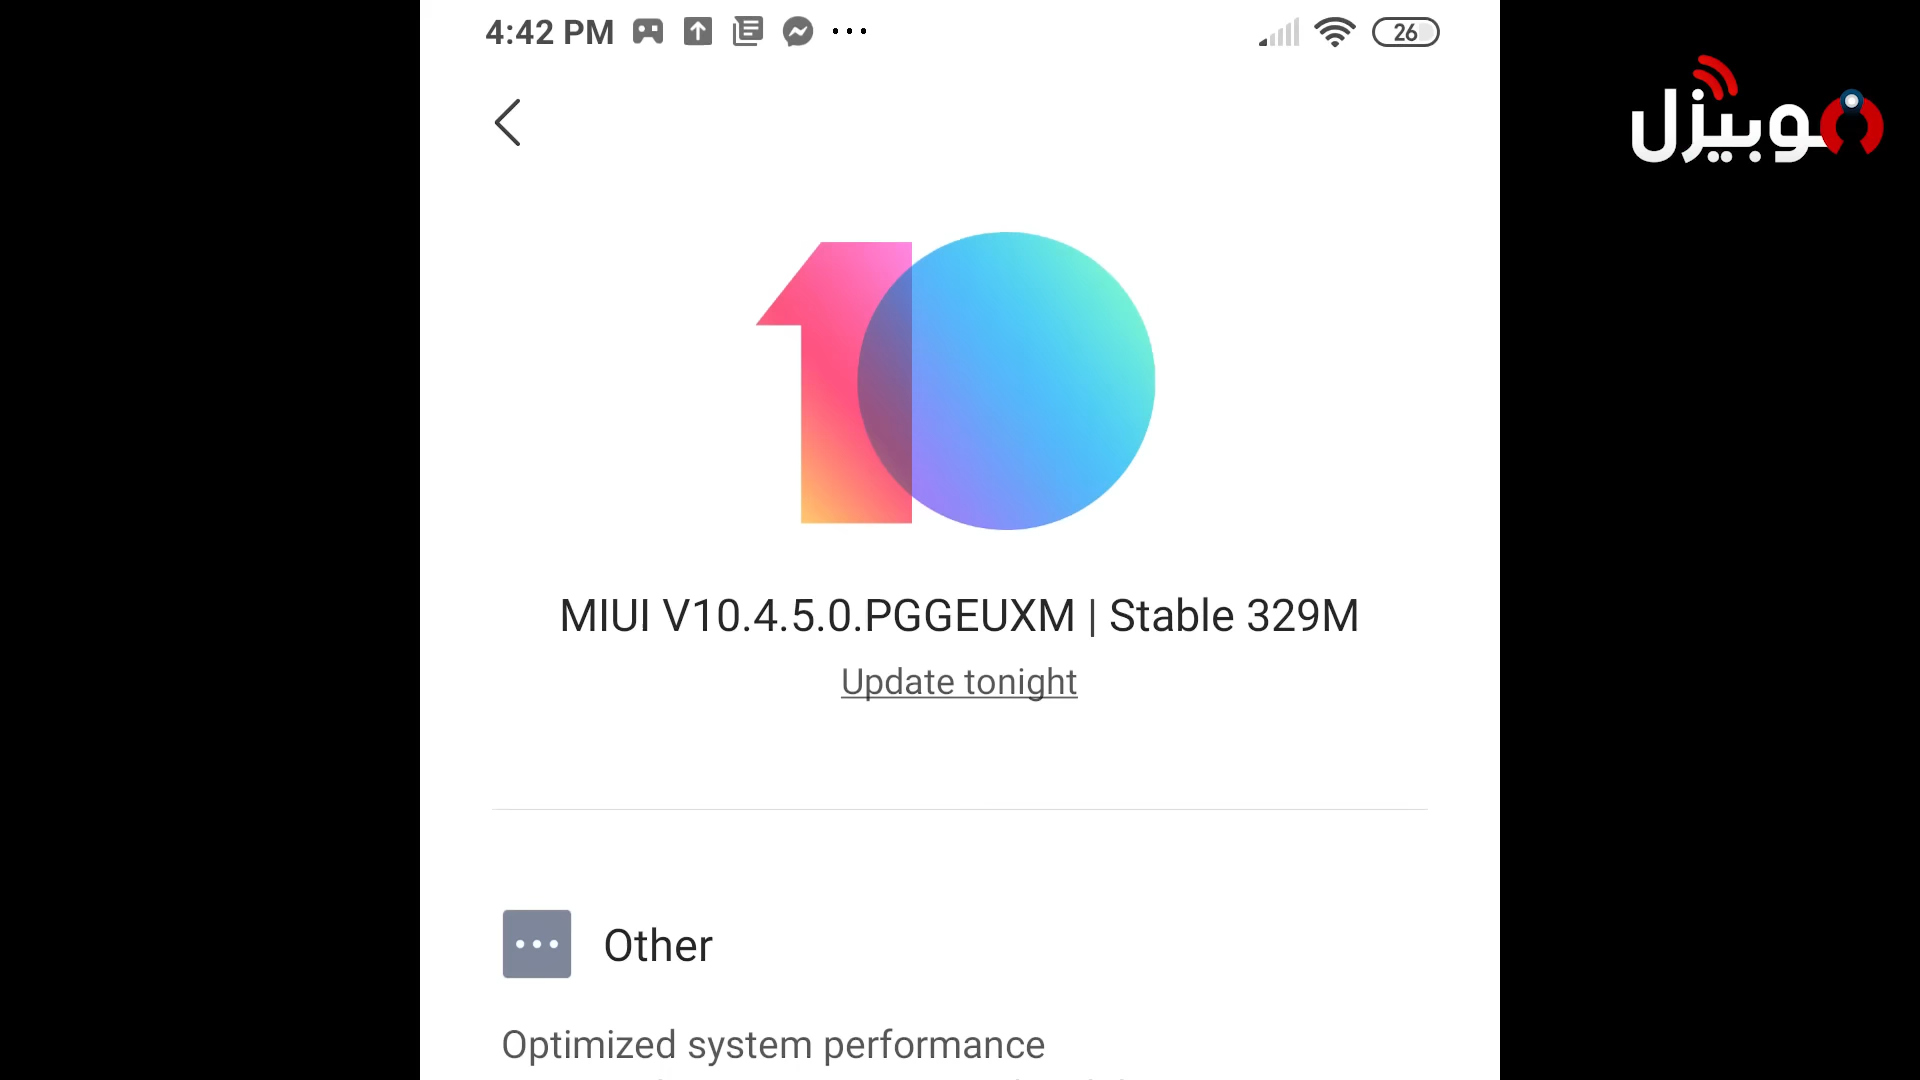 4:42 PM
26
موبيزل
10
MIUI V10.4.5.0.PGGEUXM | Stable 329M
Update tonight
Other
Optimized system performance